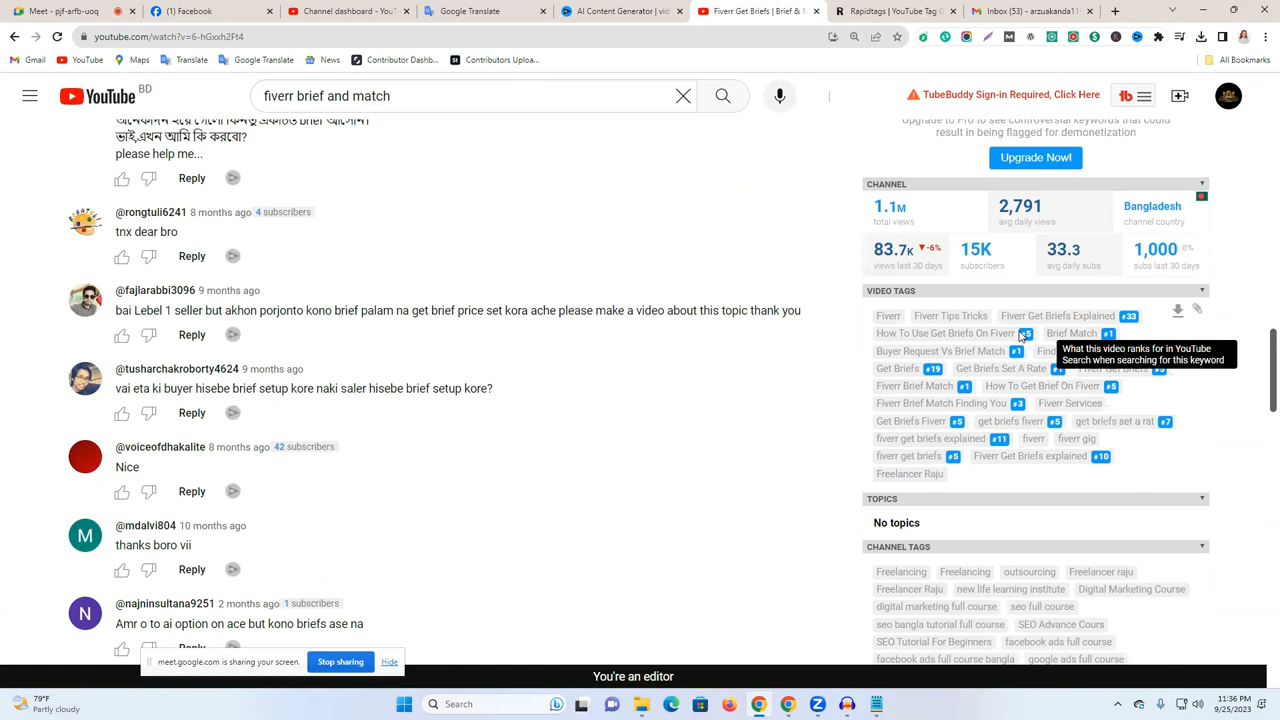 Meet - pjf-arfb-uoq
(1) Facebook
Channel dashboard - YouT
Google Translate
AI Content Generator | vid
Fiverr Get Briefs | Brief & M
Rapidtags | YouTube Tag G
Inbox (53) - arzuakanda11
youtube.com/watch?v=6-hGxxh2Ft4
Gmail YouTube Maps Translate Google Translate News Contributor Dashb... Contributors Uploa... All Bookmarks
YouTube BD
fiverr brief and match
TubeBuddy Sign-in Required, Click Here
ভাই,এখন আমি কি করবো?
please help me...
Reply
@rongtuli6241 8 months ago 4 subscribers
tnx dear bro
Reply
@fajlarabbi3096 9 months ago
bai Lebel 1 seller but akhon porjonto kono brief palam na get brief price set kora ache please make a video about this topic thank you
Reply
@tusharchakroborty4624 9 months ago
vai eta ki buyer hisebe brief setup kore naki saler hisebe brief setup kore?
Reply
@voiceofdhakalite 8 months ago 42 subscribers
Nice
Reply
M
@mdalvi804 10 months ago
thanks boro vii
Reply
N
@najninsultana9251 2 months ago 1 subscribers
Amr o to ai option on ace but kono briefs ase na
Reply
Upgrade to Pro to see controversial keywords that could
result in being flagged for demonetization
Upgrade Now!
CHANNEL
1.1M 2,791 Bangladesh
total views avg daily views channel country
83.7K ▼-6% 15K 33.3 1,000 0%
views last 30 days subscribers avg daily subs subs last 30 days
VIDEO TAGS
Fiverr Fiverr Tips Tricks Fiverr Get Briefs Explained #33
How To Use Get Briefs On Fiverr #5 Brief Match #1
Buyer Request Vs Brief Match #1
What this video ranks for in YouTube
Search when searching for this keyword
Get Briefs #19 Get Briefs Set A Rate Fiverr Get Briefs
Fiverr Brief Match #1 How To Get Brief On Fiverr #5
Fiverr Brief Match Finding You #3 Fiverr Services
Get Briefs Fiverr #5 get briefs fiverr #5 get briefs set a rat #7
fiverr get briefs explained #11 fiverr fiverr gig
fiverr get briefs #5 Fiverr Get Briefs explained #10
Freelancer Raju
TOPICS
No topics
CHANNEL TAGS
Freelancing Freelancing outsourcing Freelancer raju
Freelancer Raju new life learning institute Digital Marketing Course
digital marketing full course seo full course
seo bangla tutorial full course SEO Advance Cours
SEO Tutorial For Beginners facebook ads full course
facebook ads full course bangla google ads full course
meet.google.com is sharing your screen. Stop sharing Hide
You're an editor
79°F
Partly cloudy
Search
11:36 PM
9/25/2023